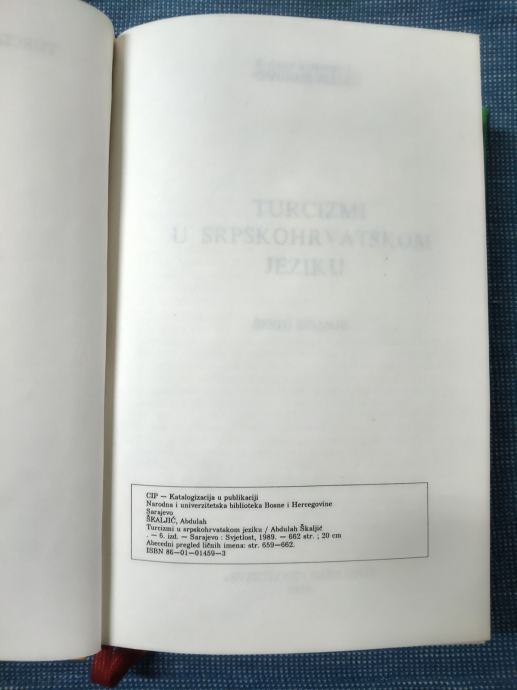 TURCIZMI
U SRPSKOHRVATSKOM
JEZIKU
CIP — Katalogizacija u publikaciji
Narodna i univerzitetska biblioteka Bosne i Hercegovine
Sarajevo
ŠKALJIĆ, Abdulah
Turcizmi u srpskohrvatskom jeziku / Abdulah Škaljić
. — 6. izd. — Sarajevo : Svjetlost, 1989. — 662 str. ; 20 cm
Abecedni pregled ličnih imena: str. 659—662.
ISBN 86—01—01459—3